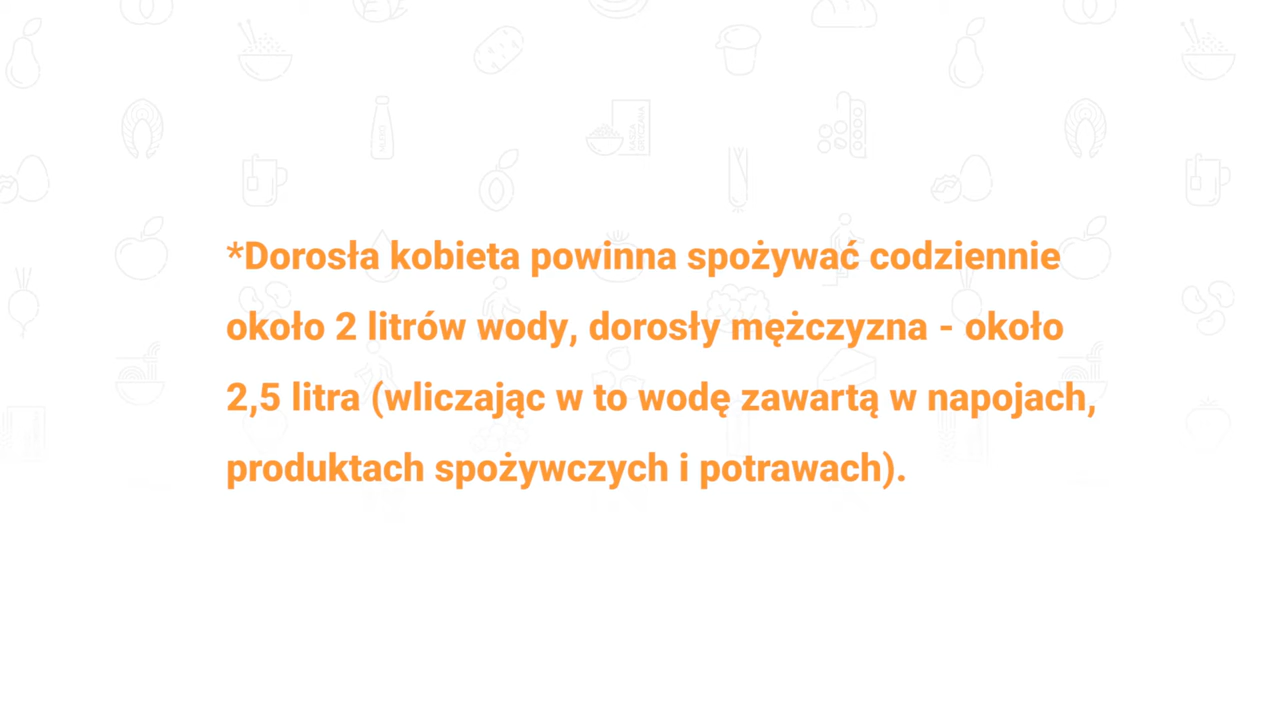 *Dorosła kobieta powinna spożywać codziennie
około 2 litrów wody, dorosły mężczyzna - około
2,5 litra (wliczając w to wodę zawartą w napojach,
produktach spożywczych i potrawach).